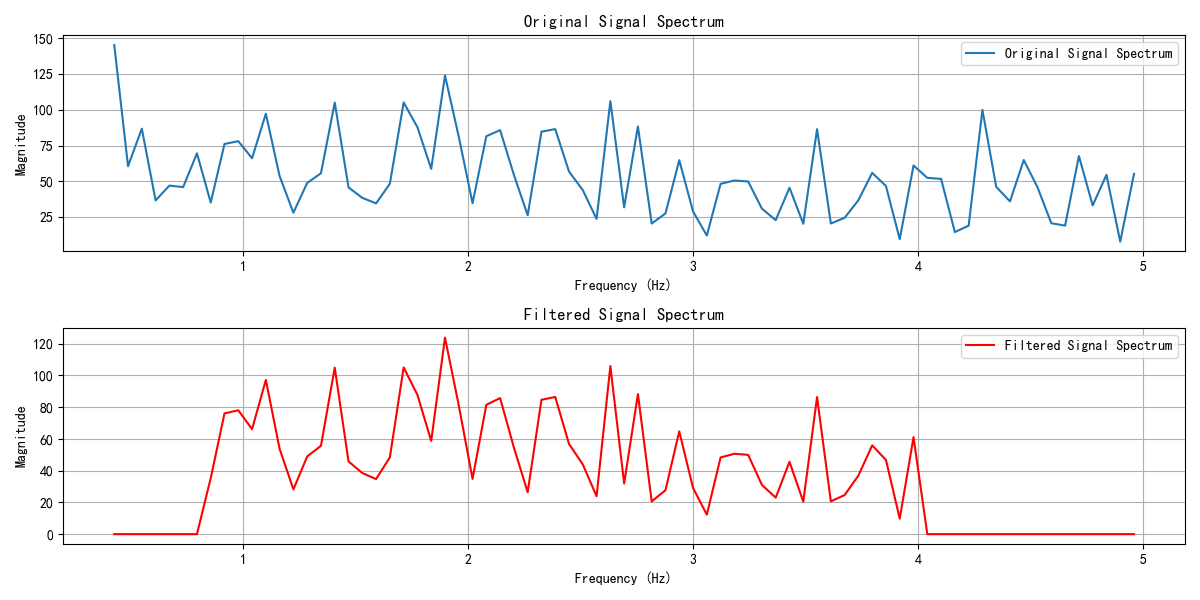 Original Signal Spectrum
150
125
100
75
50
25
Magnitude
Original Signal Spectrum
1 2 3 4 5
Frequency (Hz)
Filtered Signal Spectrum
120
100
80
60
40
20
0
Magnitude
Filtered Signal Spectrum
1 2 3 4 5
Frequency (Hz)